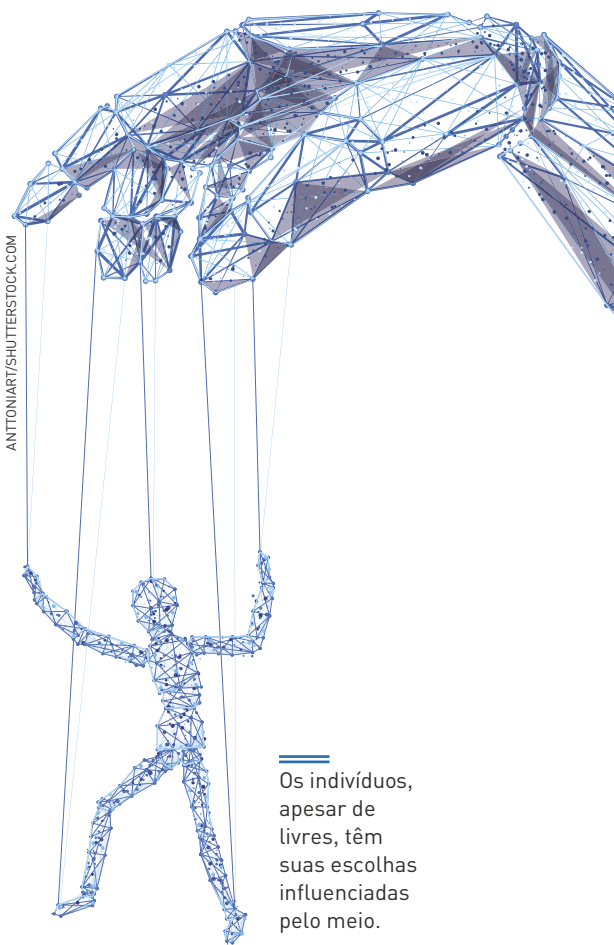 ANTTONIART/SHUTTERSTOCK.COM
Os indivíduos,
apesar de
livres, têm
suas escolhas
influenciadas
pelo meio.